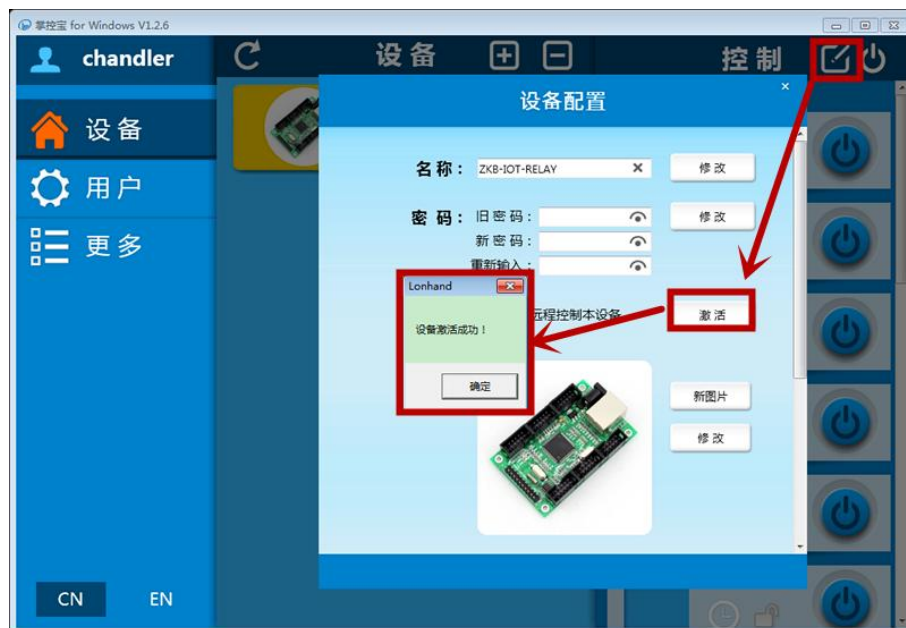 掌控宝 for Windows V1.2.6
chandler
设备
控制
设备
用户
更多
CN EN
设备配置
×
名称： ZKB-IOT-RELAY 修改
密码： 旧密码： 修改
新密码：
重新输入：
远程控制本设备 激活
Lonhand
设备激活成功！
确定
新图片
修改